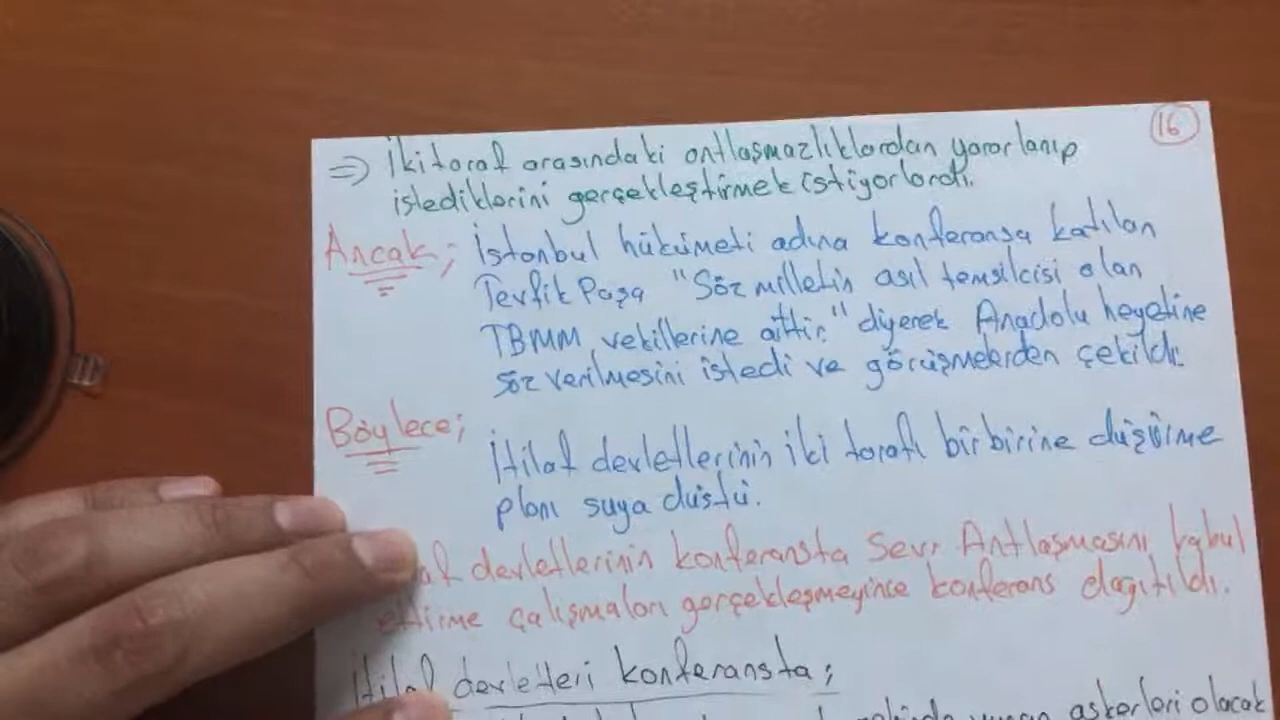 16
⇒ İki taraf arasındaki antlaşmazlıklardan yararlanıp
istediklerini gerçekleştirmek istiyorlardı.
Ancak; İstanbul hükümeti adına konferansa katılan
Tevfik Paşa "Söz milletin asıl temsilcisi olan
TBMM vekillerine aittir." diyerek Anadolu heyetine
söz verilmesini istedi ve görüşmelerden çekildi.
Böylece; İtilaf devletlerinin iki tarafı birbirine düşürme
planı suya düştü.
devletlerinin konferansta Sevr Antlaşmasını kabul
ettirme çalışmaları gerçekleşmeyince konferans dağıtıldı.
İtilaf devletleri konferansta;
askerleri olacak